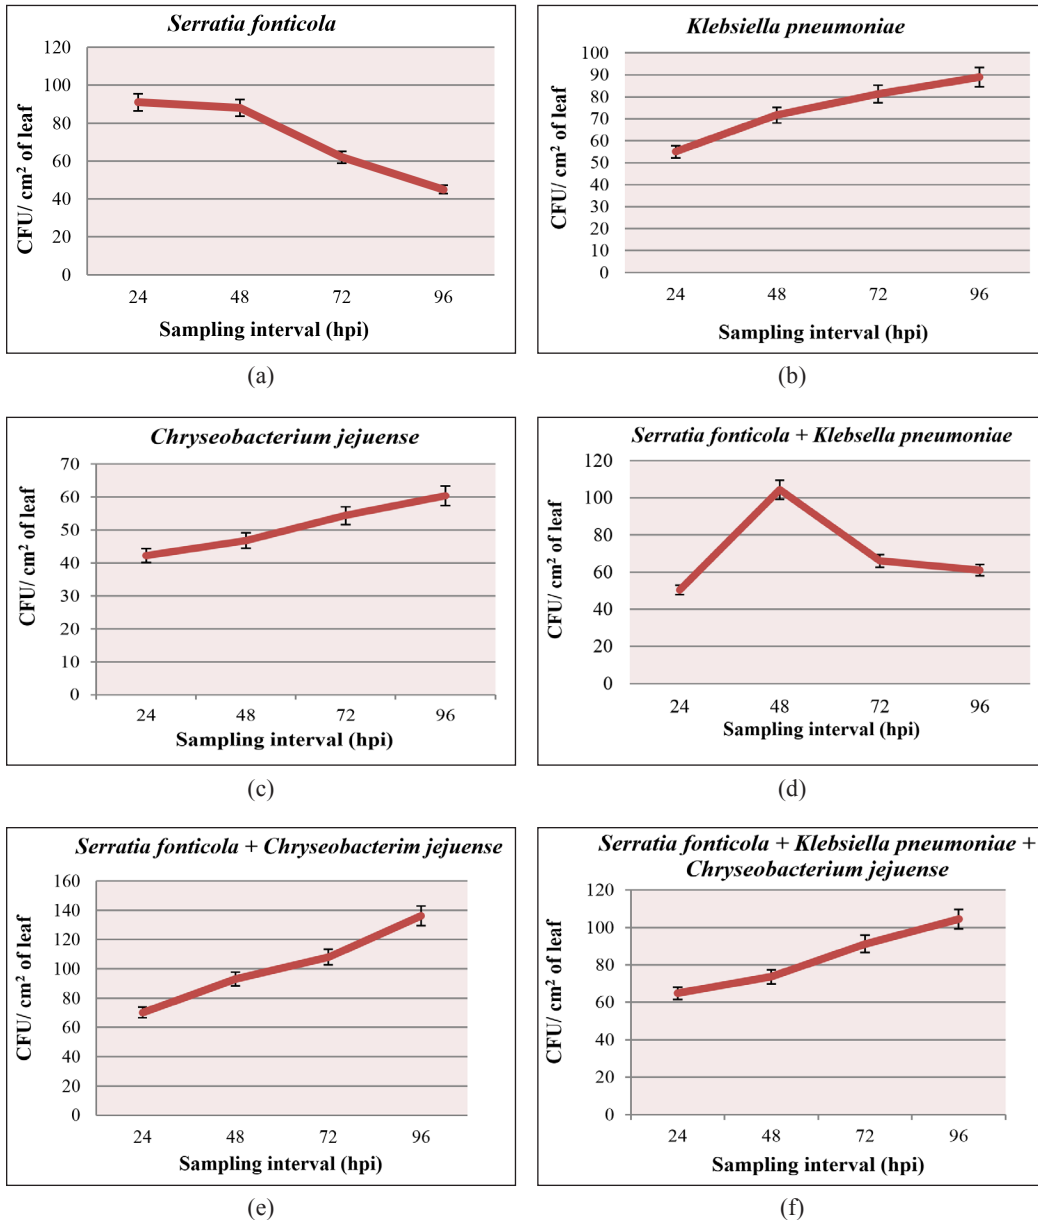 Serratia fonticola
120
100
80
60
40
20
0
CFU/ cm² of leaf
24 48 72 96
Sampling interval (hpi)
(a)
Klebsiella pneumoniae
100
90
80
70
60
50
40
30
20
10
0
CFU/ cm² of leaf
24 48 72 96
Sampling interval (hpi)
(b)
Chryseobacterium jejuense
70
60
50
40
30
20
10
0
CFU/ cm² of leaf
24 48 72 96
Sampling interval (hpi)
(c)
Serratia fonticola + Klebsella pneumoniae
120
100
80
60
40
20
0
CFU/ cm² of leaf
24 48 72 96
Sampling interval (hpi)
(d)
Serratia fonticola + Chryseobacterim jejuense
160
140
120
100
80
60
40
20
0
CFU/ cm² of leaf
24 48 72 96
Sampling interval (hpi)
(e)
Serratia fonticola + Klebsiella pneumoniae +
Chryseobacterium jejuense
120
100
80
60
40
20
0
CFU/ cm² of leaf
24 48 72 96
Sampling interval (hpi)
(f)